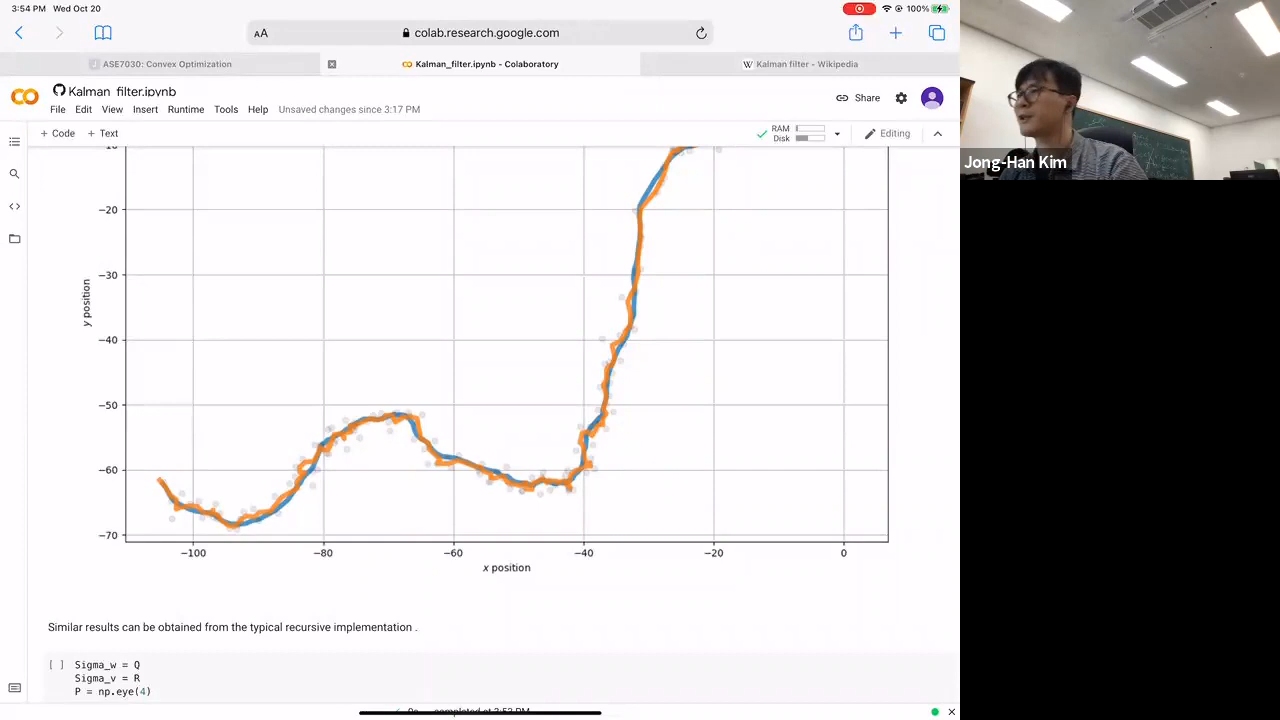 3:54 PM Wed Oct 20
100%
AA
colab.research.google.com
ASE7030: Convex Optimization
Kalman_filter.ipynb - Colaboratory
Kalman filter - Wikipedia
Kalman_filter.ipynb
File Edit View Insert Runtime Tools Help Unsaved changes since 3:17 PM
Share
+ Code + Text
RAM
Disk
Editing
−20
−30
−40
−50
−60
−70
y position
−100 −80 −60 −40 −20 0
x position
Similar results can be obtained from the typical recursive implementation .
[ ] Sigma_w = Q
Sigma_v = R
P = np.eye(4)
Jong-Han Kim